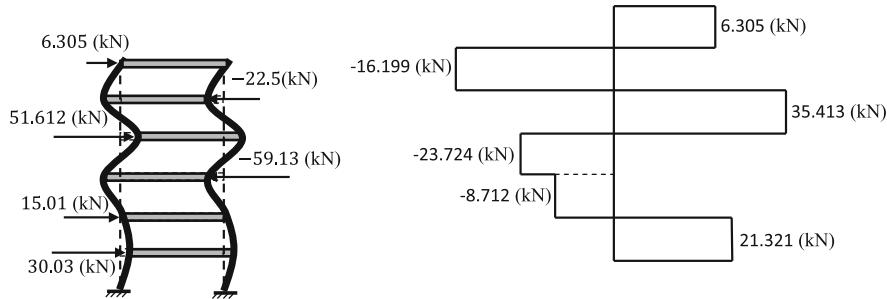 6.305 (kN)
−22.5(kN)
51.612 (kN)
−59.13 (kN)
15.01 (kN)
30.03 (kN)
6.305 (kN)
-16.199 (kN)
35.413 (kN)
-23.724 (kN)
-8.712 (kN)
21.321 (kN)